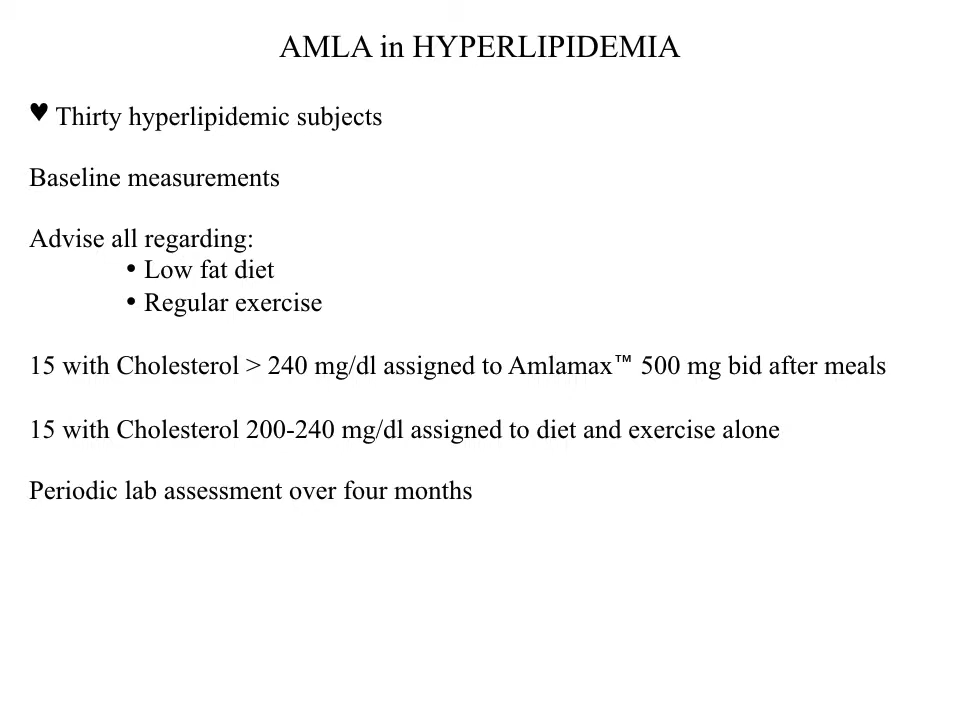 AMLA in HYPERLIPIDEMIA
♥ Thirty hyperlipidemic subjects
Baseline measurements
Advise all regarding:
• Low fat diet
• Regular exercise
15 with Cholesterol > 240 mg/dl assigned to Amlamax™ 500 mg bid after meals
15 with Cholesterol 200-240 mg/dl assigned to diet and exercise alone
Periodic lab assessment over four months